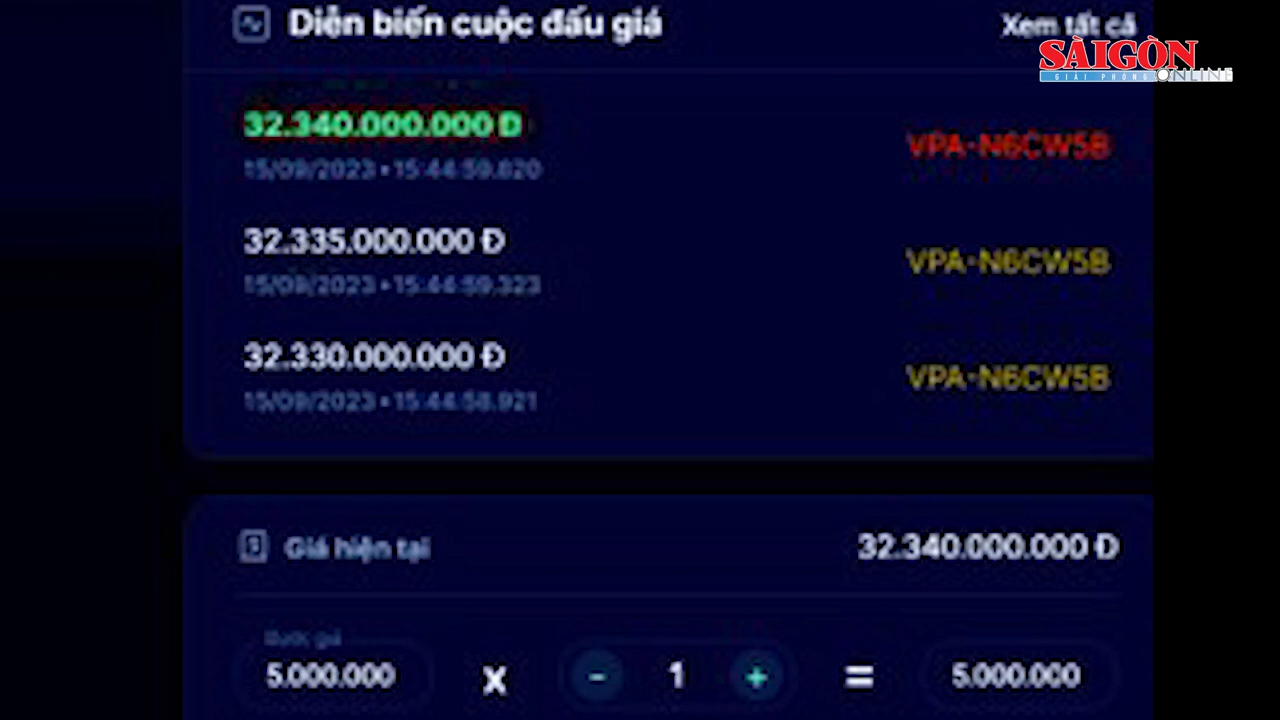 Diễn biến cuộc đấu giá
Xem tất cả
SÀIGÒN
GIẢI PHÓNG ONLINE
32.340.000.000 Đ
VPA-N6CW5B
15/09/2023 • 15:44:59.820
32.335.000.000 Đ
VPA-N6CW5B
15/09/2023 • 15:44:59.323
32.330.000.000 Đ
VPA-N6CW5B
15/09/2023 • 15:44:58.921
Giá hiện tại
32.340.000.000 Đ
Bước giá
5.000.000 x - 1 + = 5.000.000